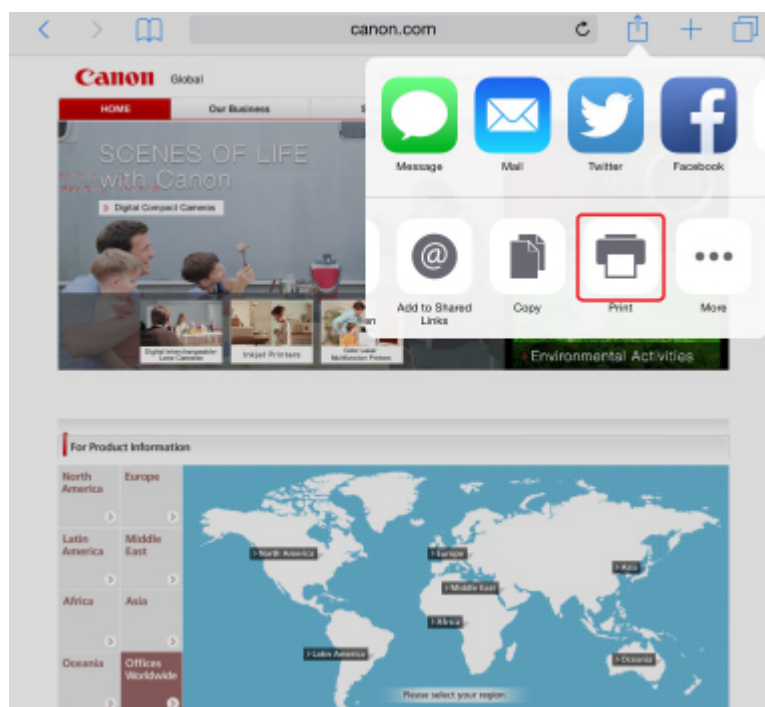 canon.com
Canon Global
HOME
Our Business
S
SCENES OF LIFE
with Canon
Digital Compact Cameras
Message
Mail
Twitter
Facebook
Add to Shared
Links
Copy
Print
More
Digital Interchangeable-
Lens Cameras
Inkjet Printers
Color Laser
Multifunction Printers
Environmental Activities
For Product Information
North
America
Europe
Latin
America
Middle
East
Africa
Asia
Oceania
Offices
Worldwide
North America
Europe
Asia
Middle East
Africa
Latin America
Oceania
Please select your region